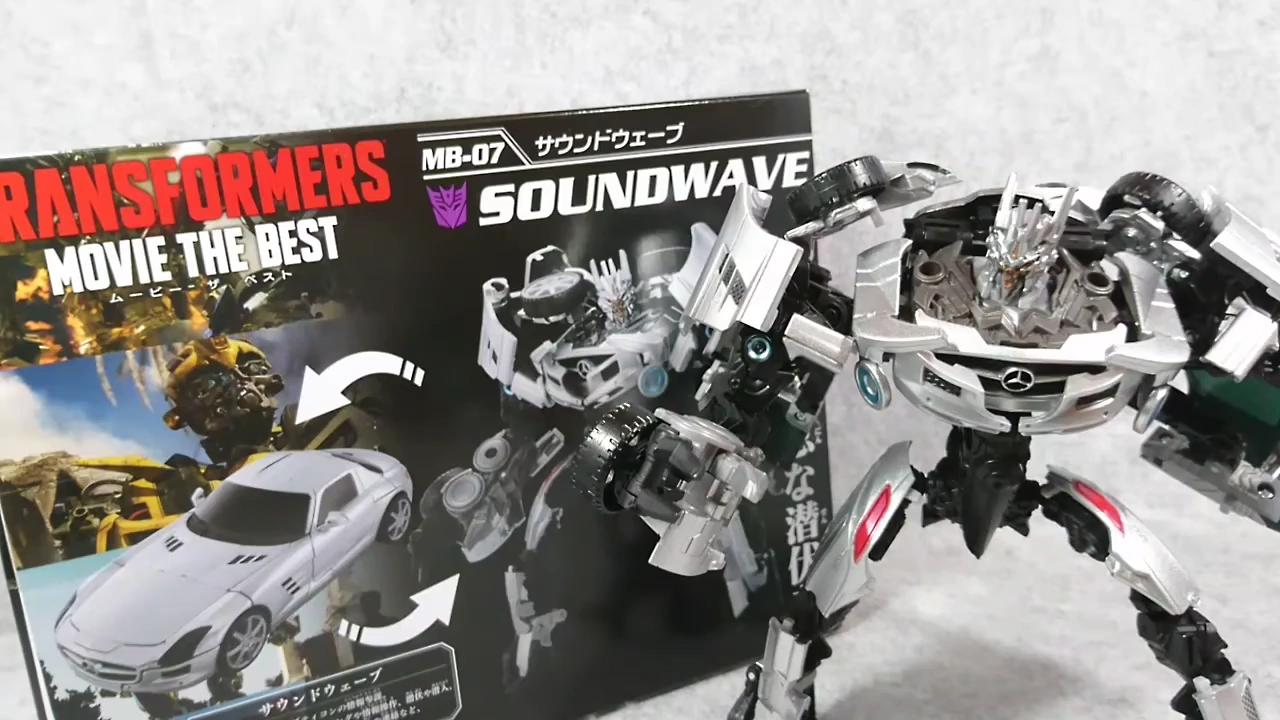 RANSFORMERS
MOVIE THE BEST
ムービー・ザ・ベスト
MB-07 サウンドウェーブ
SOUNDWAVE
な潜伏
サウンドウェーブ